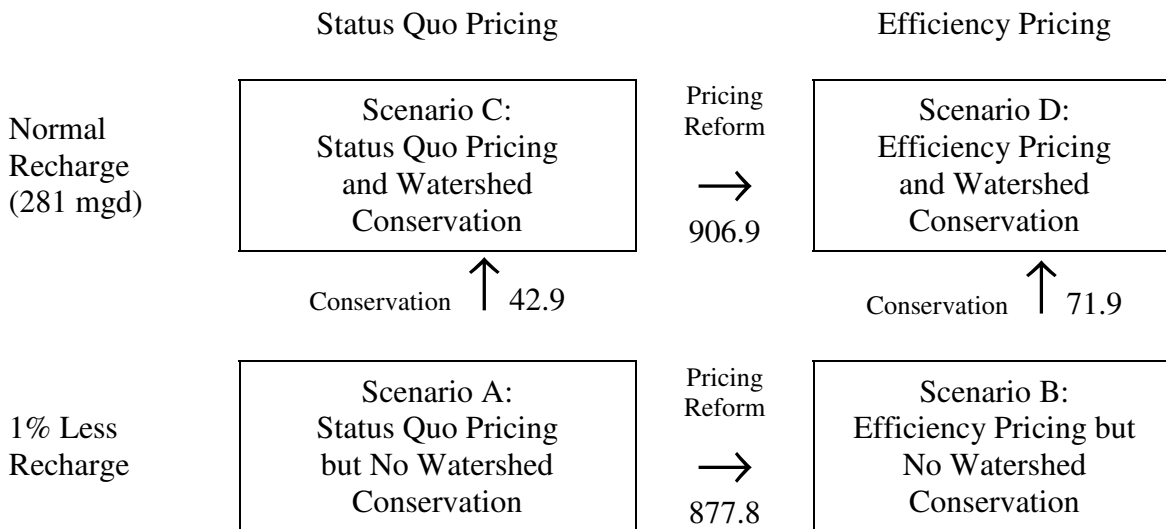 Status Quo Pricing
Efficiency Pricing
Normal
Recharge
(281 mgd)
Scenario C:
Status Quo Pricing
and Watershed
Conservation
Pricing
Reform
→
906.9
Scenario D:
Efficiency Pricing
and Watershed
Conservation
Conservation ↑ 42.9
Conservation ↑ 71.9
1% Less
Recharge
Scenario A:
Status Quo Pricing
but No Watershed
Conservation
Pricing
Reform
→
877.8
Scenario B:
Efficiency Pricing but
No Watershed
Conservation